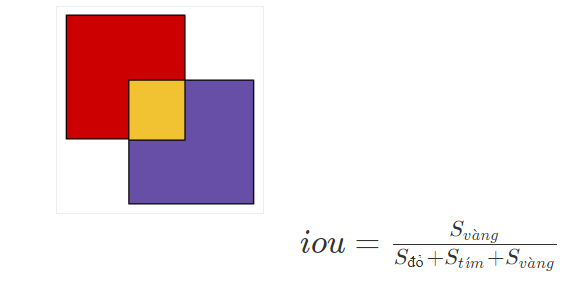 iou = S_vàng / (S_đỏ + S_tím + S_vàng)